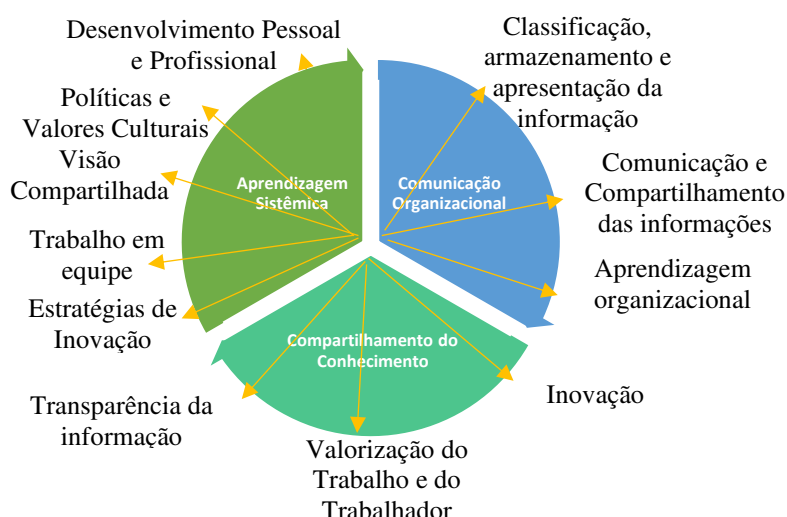 Desenvolvimento Pessoal
e Profissional
Políticas e
Valores Culturais
Visão
Compartilhada
Trabalho em
equipe
Estratégias de
Inovação
Aprendizagem
Sistêmica
Comunicação
Organizacional
Classificação,
armazenamento e
apresentação da
informação
Comunicação e
Compartilhamento
das informações
Aprendizagem
organizacional
Compartilhamento do
Conhecimento
Transparência da
informação
Valorização do
Trabalho e do
Trabalhador
Inovação